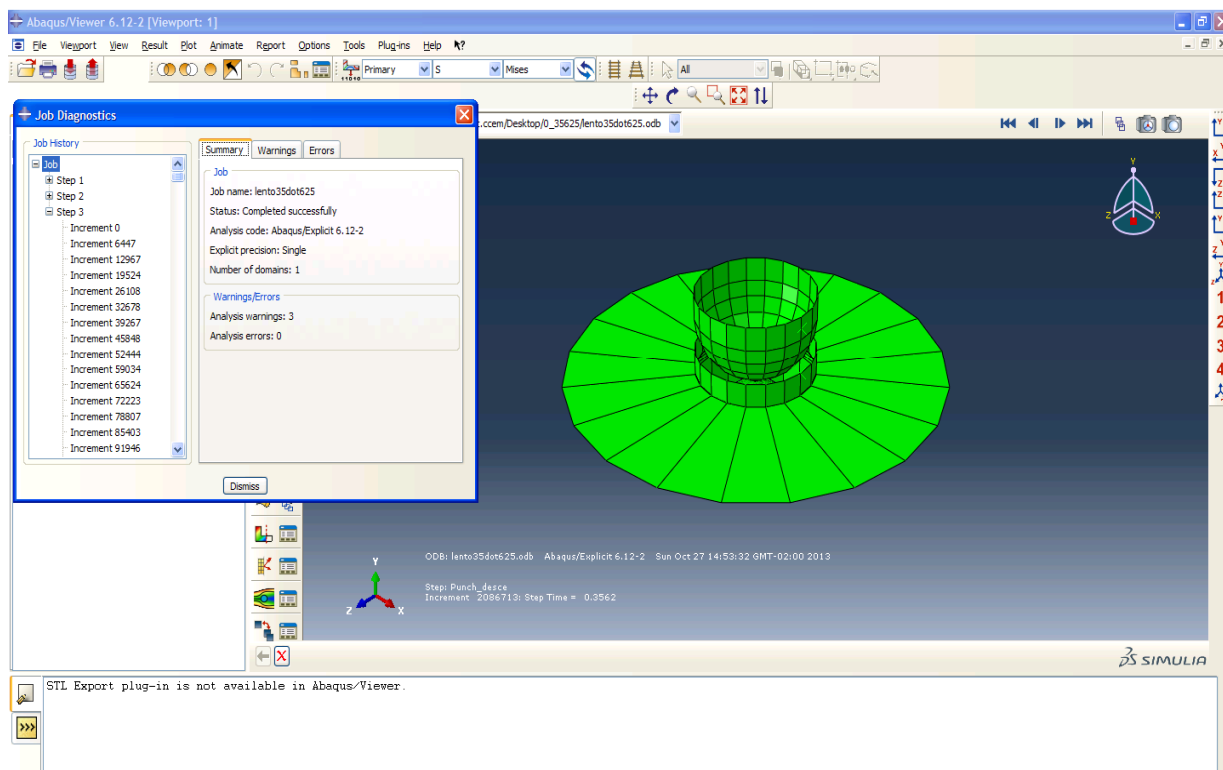 Abaqus/Viewer 6.12-2 [Viewport: 1]
File Viewport View Result Plot Animate Report Options Tools Plug-ins Help
Primary S Mises All
Job Diagnostics
.ccem/Desktop/0_35625/lento35dot625.odb
Job History
Job
Step 1
Step 2
Step 3
Increment 0
Increment 6447
Increment 12967
Increment 19524
Increment 26108
Increment 32678
Increment 39267
Increment 45848
Increment 52444
Increment 59034
Increment 65624
Increment 72223
Increment 78807
Increment 85403
Increment 91946
Summary Warnings Errors
Job
Job name: lento35dot625
Status: Completed successfully
Analysis code: Abaqus/Explicit 6.12-2
Explicit precision: Single
Number of domains: 1
Warnings/Errors
Analysis warnings: 3
Analysis errors: 0
Dismiss
Y
Z X
Y
Z X
ODB: lento35dot625.odb Abaqus/Explicit 6.12-2 Sun Oct 27 14:53:32 GMT-02:00 2013
Step: Punch_desce
Increment 2086713: Step Time = 0.3562
1
2
3
4
SIMULIA
STL Export plug-in is not available in Abaqus/Viewer.
>>>